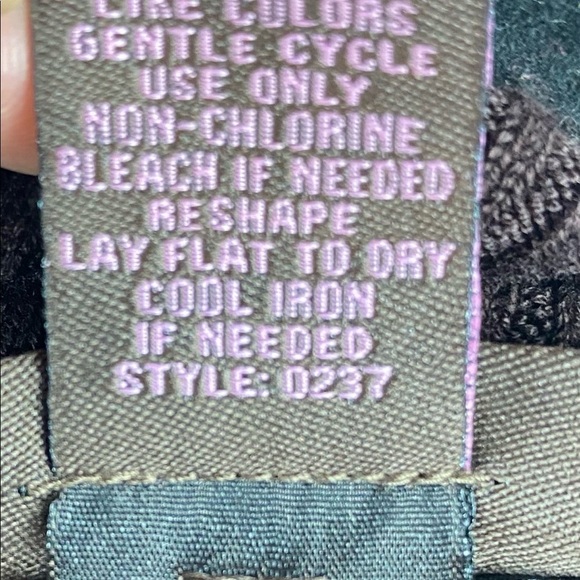 LIKE COLORS
GENTLE CYCLE
USE ONLY
NON-CHLORINE
BLEACH IF NEEDED
RESHAPE
LAY FLAT TO DRY
COOL IRON
IF NEEDED
STYLE: 0237